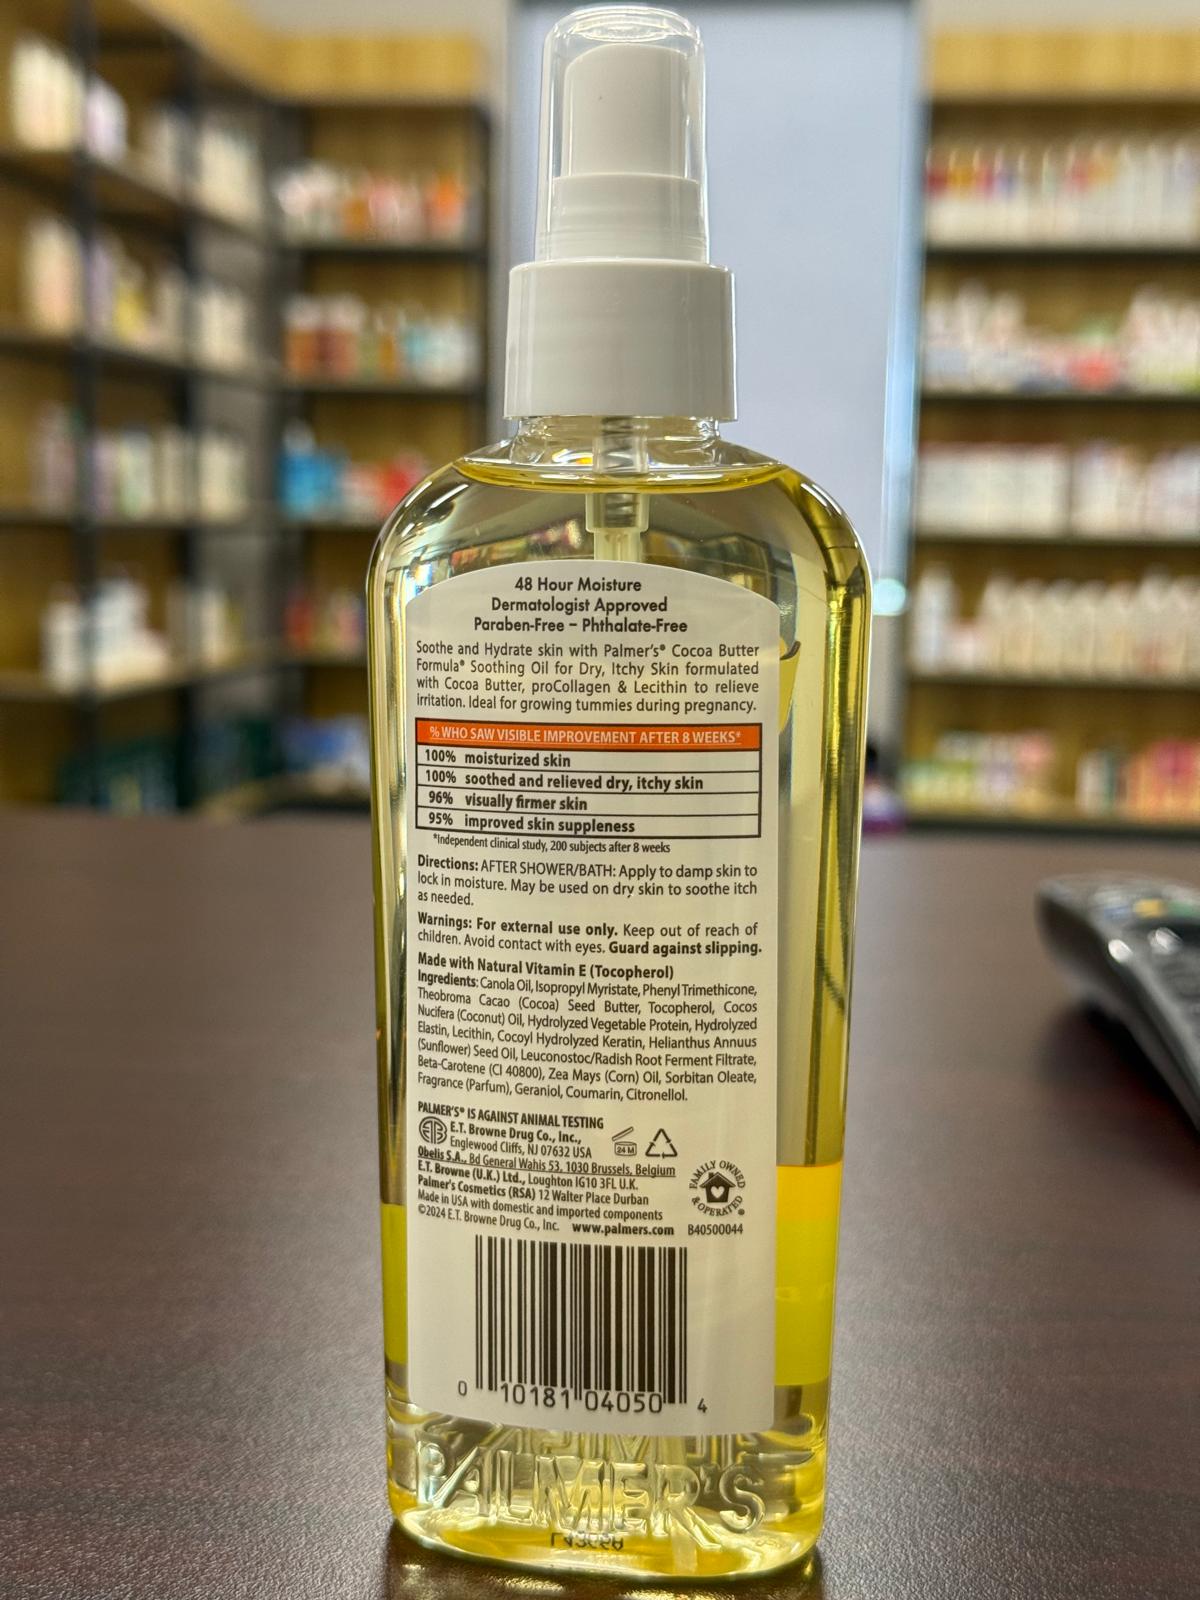 48 Hour Moisture
Dermatologist Approved
Paraben-Free – Phthalate-Free
Soothe and Hydrate skin with Palmer's® Cocoa Butter
Formula® Soothing Oil for Dry, Itchy Skin formulated
with Cocoa Butter, proCollagen & Lecithin to relieve
irritation. Ideal for growing tummies during pregnancy.
% WHO SAW VISIBLE IMPROVEMENT AFTER 8 WEEKS*
100% moisturized skin
100% soothed and relieved dry, itchy skin
96% visually firmer skin
95% improved skin suppleness
*Independent clinical study, 200 subjects after 8 weeks
Directions: AFTER SHOWER/BATH: Apply to damp skin to
lock in moisture. May be used on dry skin to soothe itch
as needed.
Warnings: For external use only. Keep out of reach of
children. Avoid contact with eyes. Guard against slipping.
Made with Natural Vitamin E (Tocopherol)
Ingredients: Canola Oil, Isopropyl Myristate, Phenyl Trimethicone,
Theobroma Cacao (Cocoa) Seed Butter, Tocopherol, Cocos
Nucifera (Coconut) Oil, Hydrolyzed Vegetable Protein, Hydrolyzed
Elastin, Lecithin, Cocoyl Hydrolyzed Keratin, Helianthus Annuus
(Sunflower) Seed Oil, Leuconostoc/Radish Root Ferment Filtrate,
Beta-Carotene (CI 40800), Zea Mays (Corn) Oil, Sorbitan Oleate,
Fragrance (Parfum), Geraniol, Coumarin, Citronellol.
PALMER'S® IS AGAINST ANIMAL TESTING
E.T. Browne Drug Co., Inc.,
Englewood Cliffs, NJ 07632 USA
24 M
Obelis S.A., Bd General Wahis 53, 1030 Brussels, Belgium
E.T. Browne (U.K.) Ltd., Loughton IG10 3FL U.K.
Palmer's Cosmetics (RSA) 12 Walter Place Durban
Made in USA with domestic and imported components
©2024 E.T. Browne Drug Co., Inc. www.palmers.com B40500044
FAMILY OWNED
& OPERATED®
0 10181 04050 4
PALMER'S